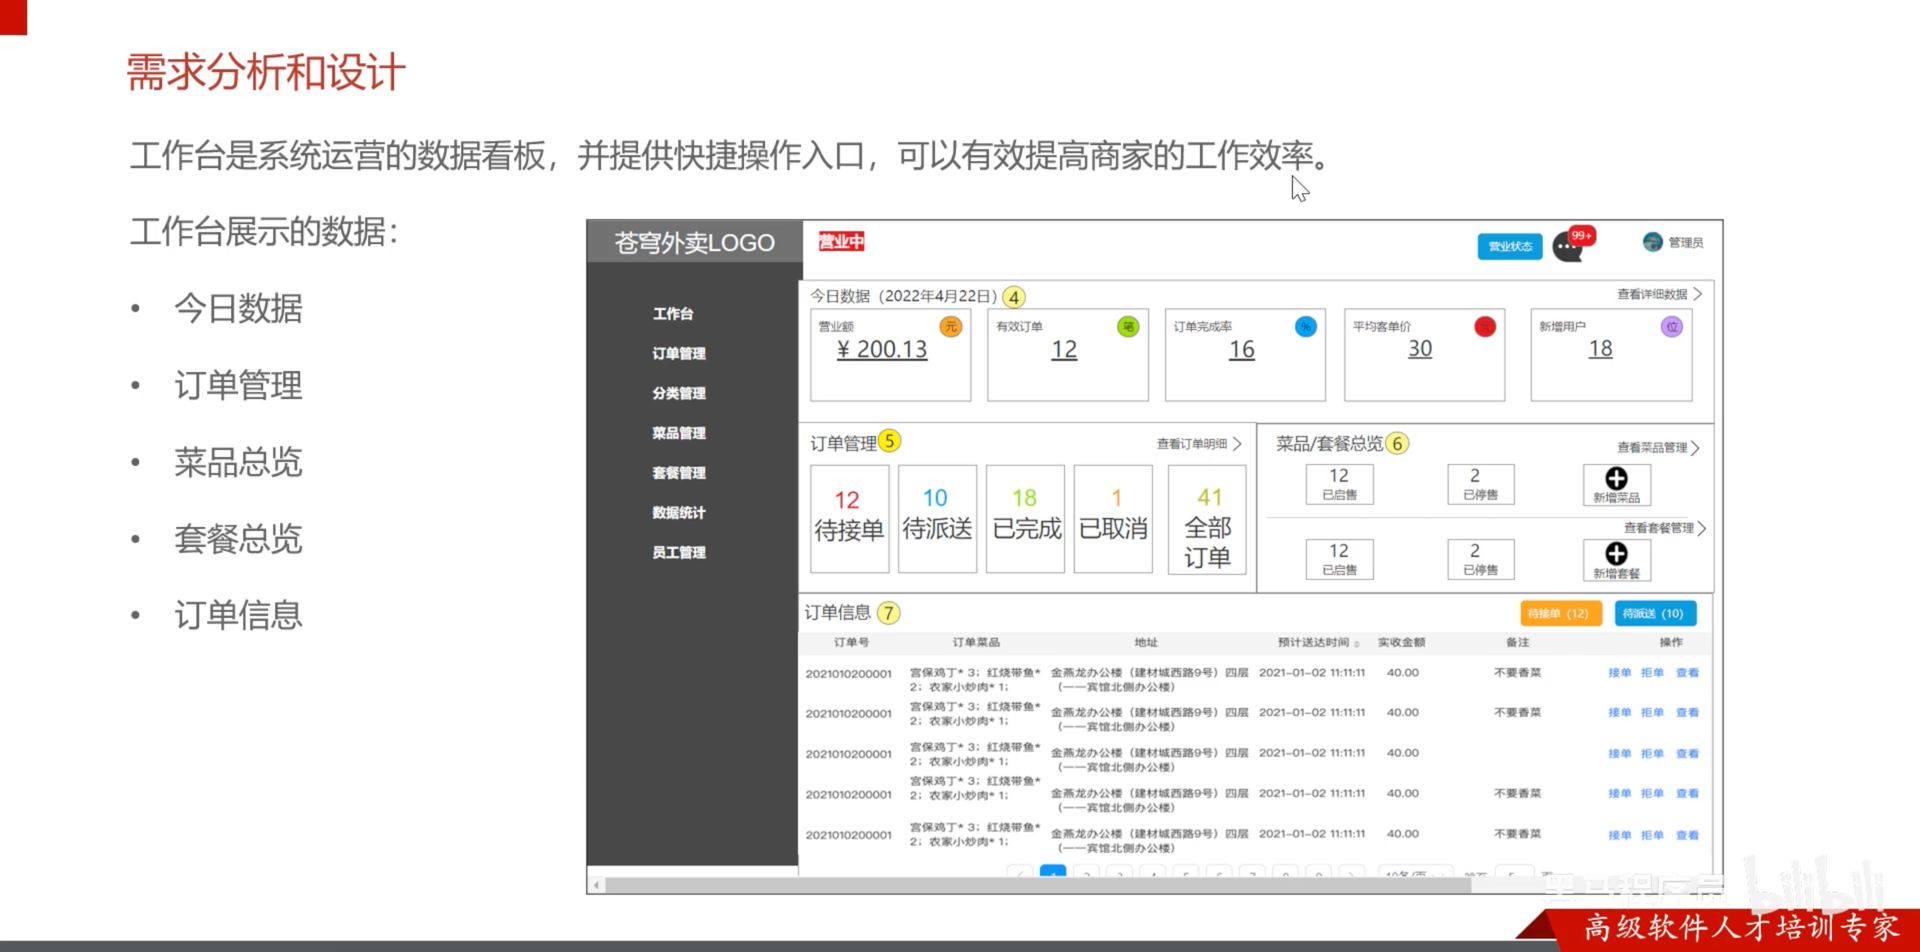 需求分析和设计
工作台是系统运营的数据看板，并提供快捷操作入口，可以有效提高商家的工作效率。
工作台展示的数据：
• 今日数据
• 订单管理
• 菜品总览
• 套餐总览
• 订单信息
苍穹外卖LOGO
营业中
营业状态
99+
管理员
工作台
订单管理
分类管理
菜品管理
套餐管理
数据统计
员工管理
今日数据（2022年4月22日） 4
查看详细数据
营业额 元
¥ 200.13
有效订单 笔
12
订单完成率 %
16
平均客单价 元
30
新增用户 位
18
订单管理 5
查看订单明细
12
待接单
10
待派送
18
已完成
1
已取消
41
全部
订单
菜品/套餐总览 6
查看菜品管理
12
已启售
2
已停售
新增菜品
查看套餐管理
12
已启售
2
已停售
新增套餐
订单信息 7
待接单（12）
待派送（10）
订单号 订单菜品 地址 预计送达时间 实收金额 备注 操作
2021010200001 宫保鸡丁* 3；红烧带鱼* 金燕龙办公楼（建材城西路9号）四层 2021-01-02 11:11:11 40.00 不要香菜 接单 拒单 查看
2；农家小炒肉* 1； （一一宾馆北侧办公楼）
2021010200001 宫保鸡丁* 3；红烧带鱼* 金燕龙办公楼（建材城西路9号）四层 2021-01-02 11:11:11 40.00 不要香菜 接单 拒单 查看
2；农家小炒肉* 1； （一一宾馆北侧办公楼）
2021010200001 宫保鸡丁* 3；红烧带鱼* 金燕龙办公楼（建材城西路9号）四层 2021-01-02 11:11:11 40.00 接单 拒单 查看
2；农家小炒肉* 1； （一一宾馆北侧办公楼）
2021010200001 宫保鸡丁* 3；红烧带鱼* 金燕龙办公楼（建材城西路9号）四层 2021-01-02 11:11:11 40.00 不要香菜 接单 拒单 查看
2；农家小炒肉* 1； （一一宾馆北侧办公楼）
2021010200001 宫保鸡丁* 3；红烧带鱼* 金燕龙办公楼（建材城西路9号）四层 2021-01-02 11:11:11 40.00 不要香菜 接单 拒单 查看
2；农家小炒肉* 1； （一一宾馆北侧办公楼）
bilibili
高级软件人才培训专家